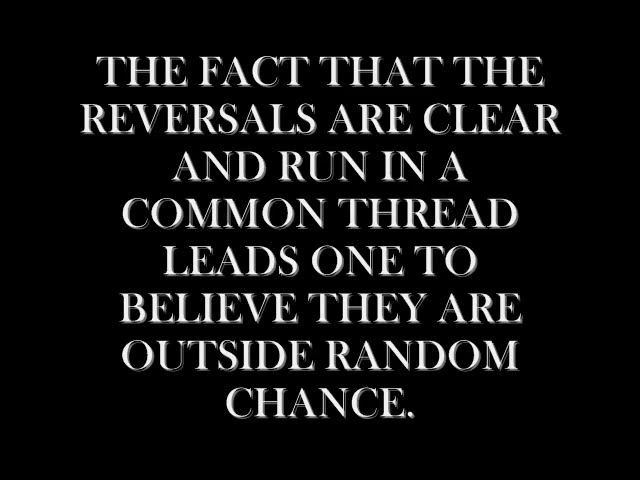 THE FACT THAT THE
REVERSALS ARE CLEAR
AND RUN IN A
COMMON THREAD
LEADS ONE TO
BELIEVE THEY ARE
OUTSIDE RANDOM
CHANCE.